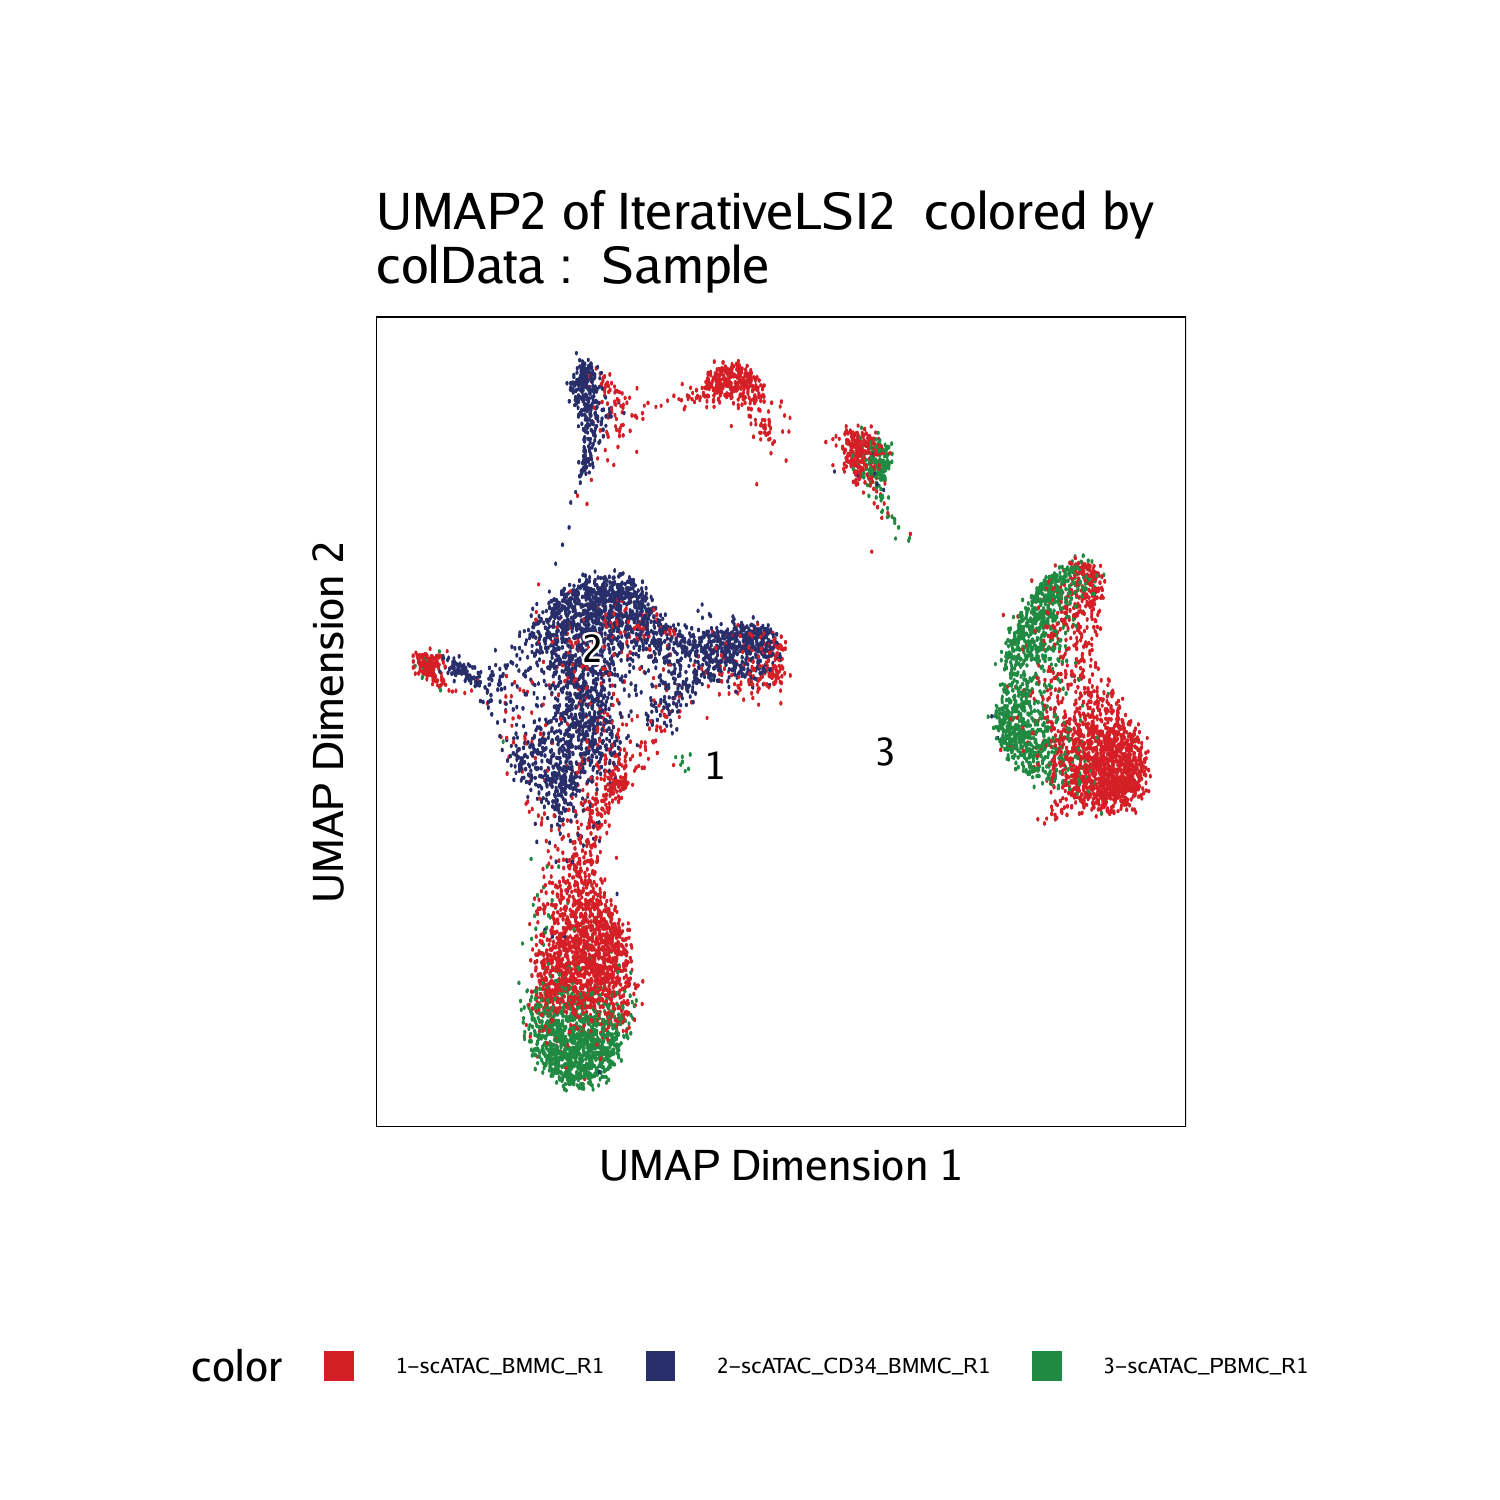 UMAP2 of IterativeLSI2  colored by
colData :  Sample
UMAP Dimension 2
2
1
3
UMAP Dimension 1
color
1-scATAC_BMMC_R1
2-scATAC_CD34_BMMC_R1
3-scATAC_PBMC_R1